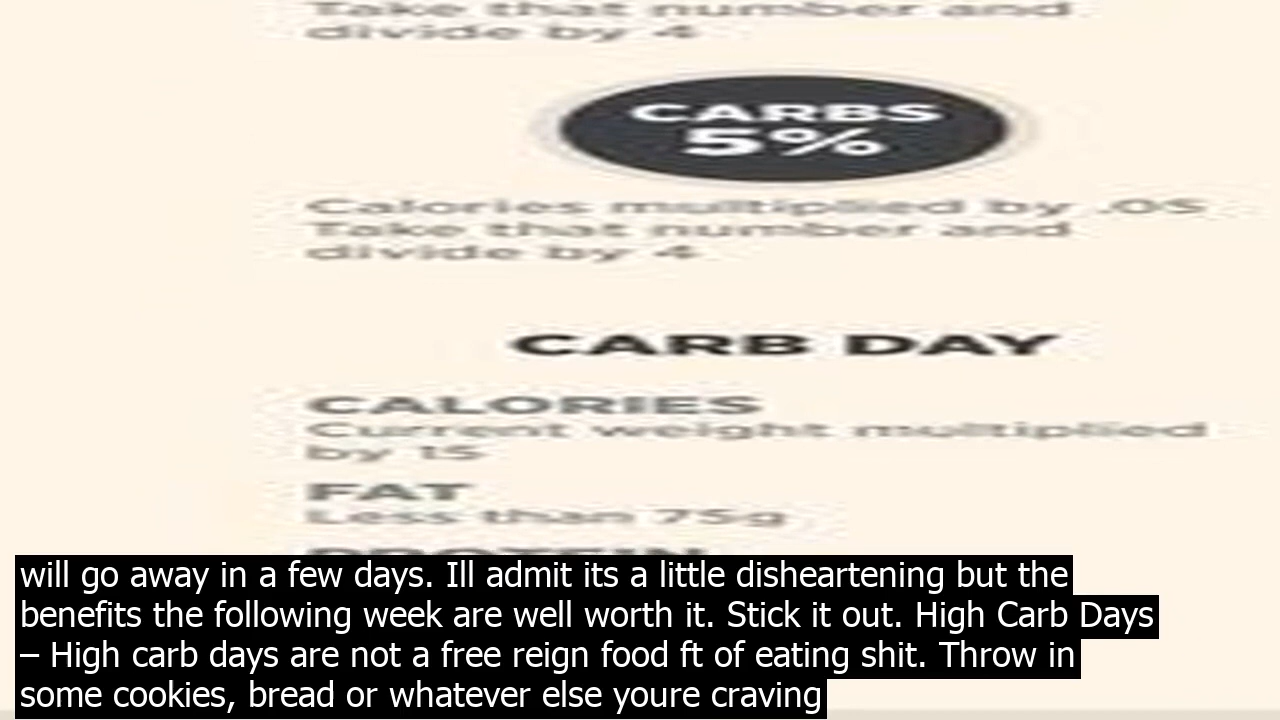 Take that number and
divide by 4
CARBS
5%
Calories multiplied by .05
Take that number and
divide by 4
CARB DAY
CALORIES
Current weight multiplied
by 15
FAT
Less than 75g
PROTEIN
will go away in a few days. Ill admit its a little disheartening but the
benefits the following week are well worth it. Stick it out. High Carb Days
– High carb days are not a free reign food ft of eating shit. Throw in
some cookies, bread or whatever else youre craving